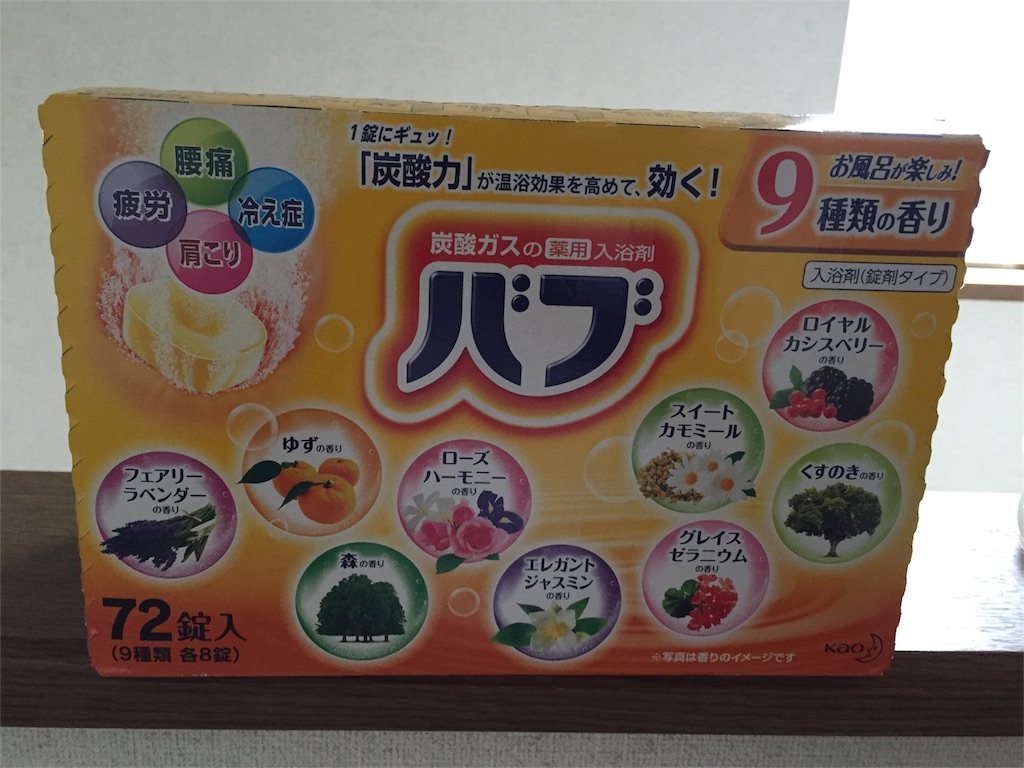 腰痛
疲労
冷え症
肩こり
1錠にギュッ！
「炭酸力」が温浴効果を高めて、効く！
9
お風呂が楽しみ！
種類の香り
入浴剤(錠剤タイプ)
炭酸ガスの 薬用 入浴剤
バブ
ロイヤル
カシスベリー
の香り
スイート
カモミール
の香り
ゆずの香り
ローズ
ハーモニー
の香り
フェアリー
ラベンダー
の香り
くすのきの香り
森の香り
エレガント
ジャスミン
の香り
グレイス
ゼラニウム
の香り
72錠入
(9種類 各8錠)
※写真は香りのイメージです
Kao